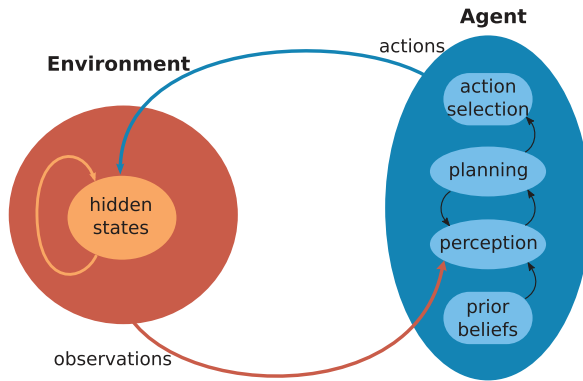 Agent
actions
Environment
action
selection
planning
hidden
states
perception
prior
beliefs
observations